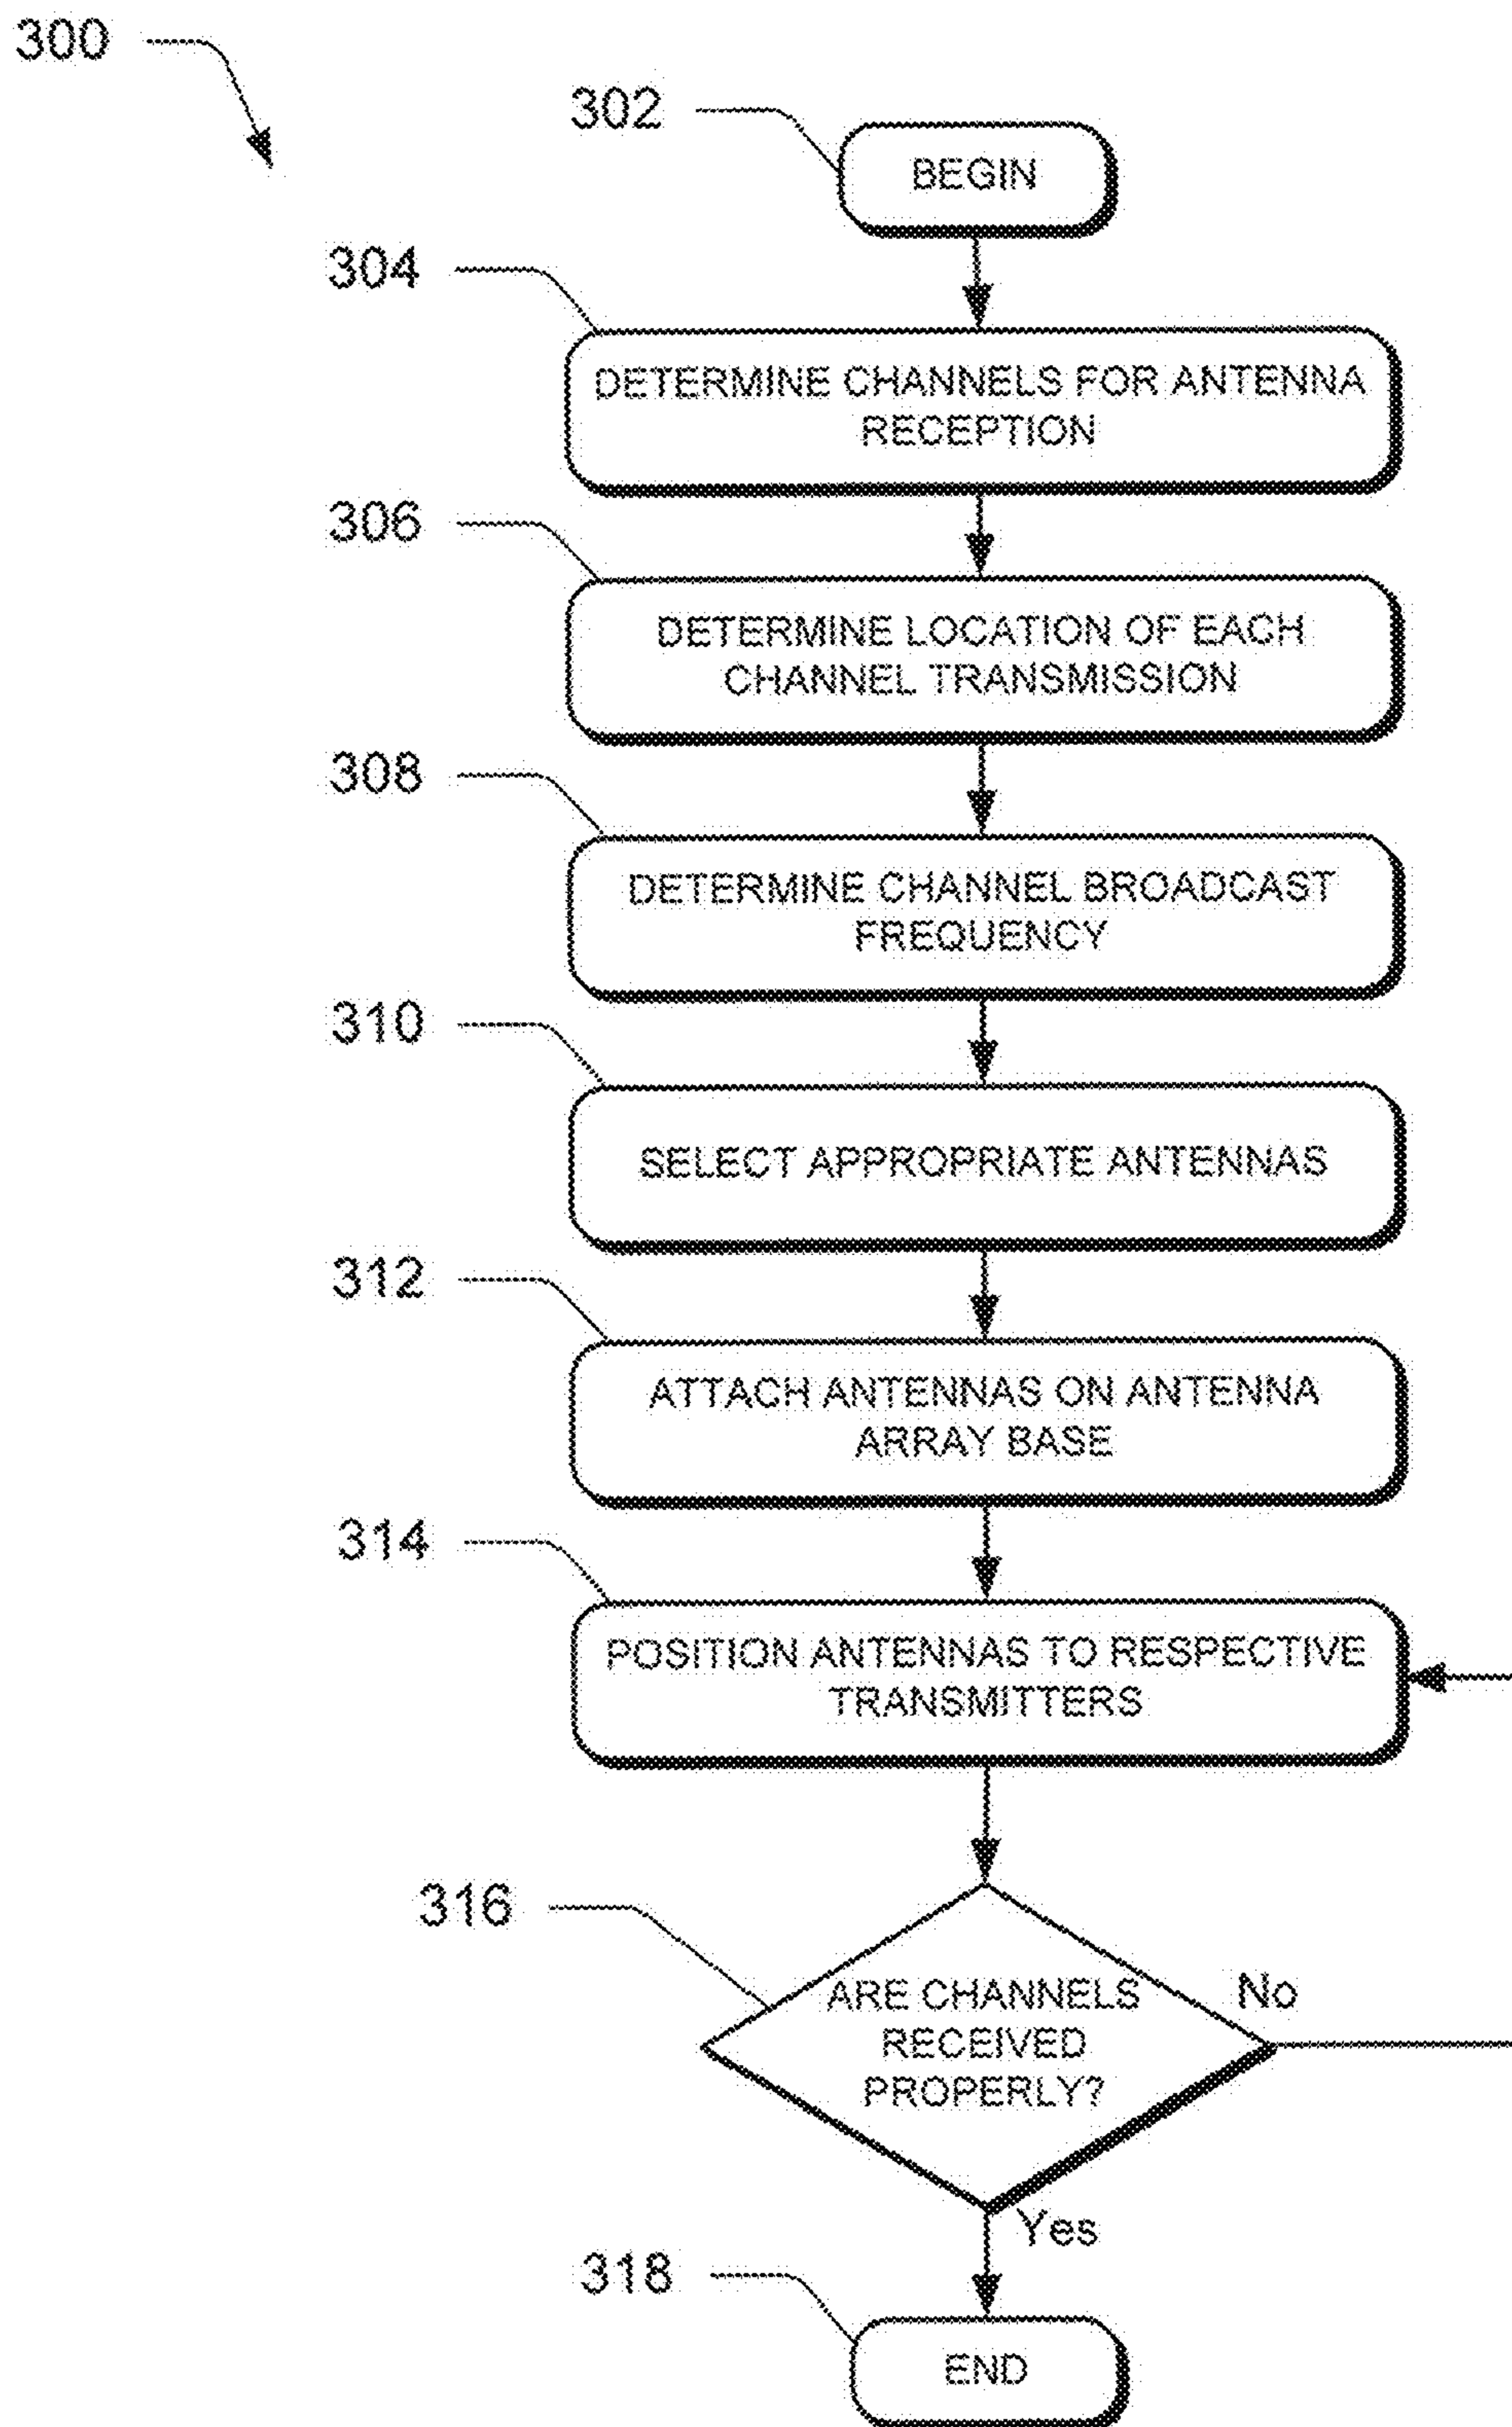 300
302
BEGIN
304
DETERMINE CHANNELS FOR ANTENNA
RECEPTION
306
DETERMINE LOCATION OF EACH
CHANNEL TRANSMISSION
308
DETERMINE CHANNEL BROADCAST
FREQUENCY
310
SELECT APPROPRIATE ANTENNAS
312
ATTACH ANTENNAS ON ANTENNA
ARRAY BASE
314
POSITION ANTENNAS TO RESPECTIVE
TRANSMITTERS
316
ARE CHANNELS
RECEIVED
PROPERLY?
No
Yes
318
END